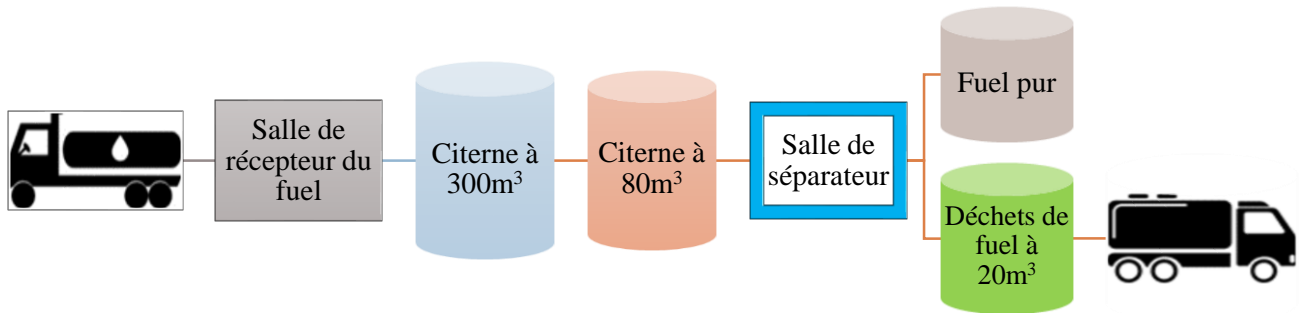 Salle de
récepteur du
fuel
Citerne à
300m³
Citerne à
80m³
Salle de
séparateur
Fuel pur
Déchets de
fuel à
20m³